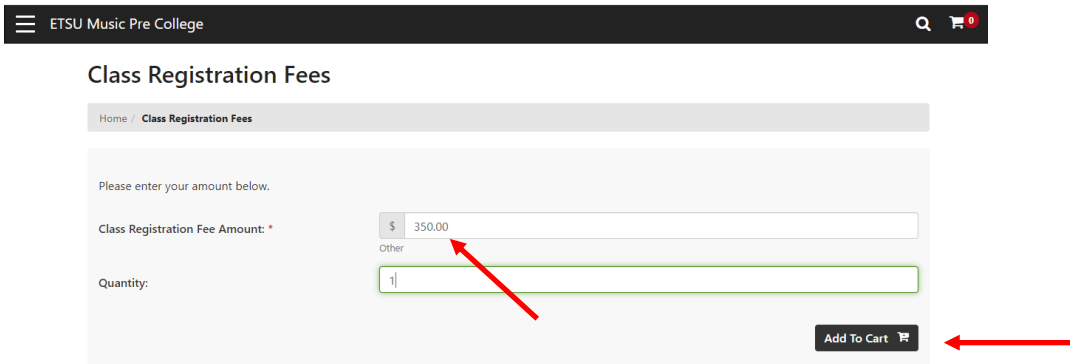 ETSU Music Pre College
0
Class Registration Fees
Home / Class Registration Fees
Please enter your amount below.
Class Registration Fee Amount: *
$ 350.00
Other
Quantity:
1
Add To Cart